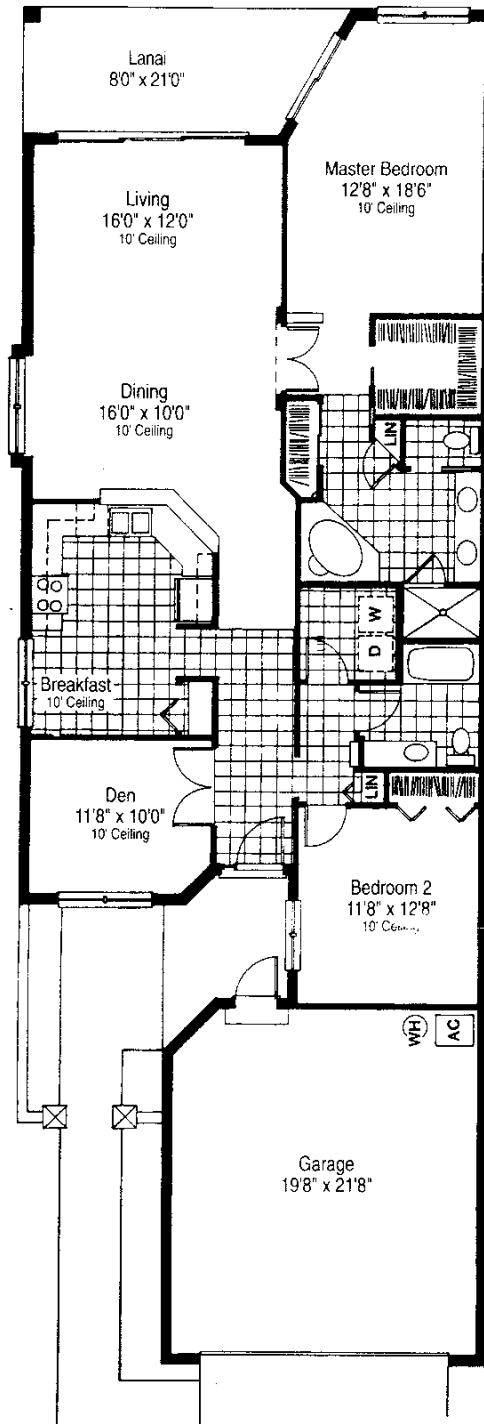 Lanai
8'0" x 21'0"
Master Bedroom
12'8" x 18'6"
10' Ceiling
Living
16'0" x 12'0"
10' Ceiling
Dining
16'0" x 10'0"
10' Ceiling
LIN
W
D
Breakfast
10' Ceiling
Den
11'8" x 10'0"
10' Ceiling
LIN
Bedroom 2
11'8" x 12'8"
10' Ceiling
WH
AC
Garage
19'8" x 21'8"